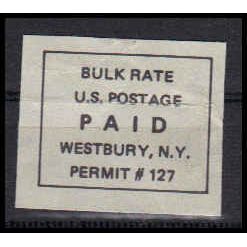 BULK RATE
U.S. POSTAGE
PAID
WESTBURY, N.Y.
PERMIT # 127